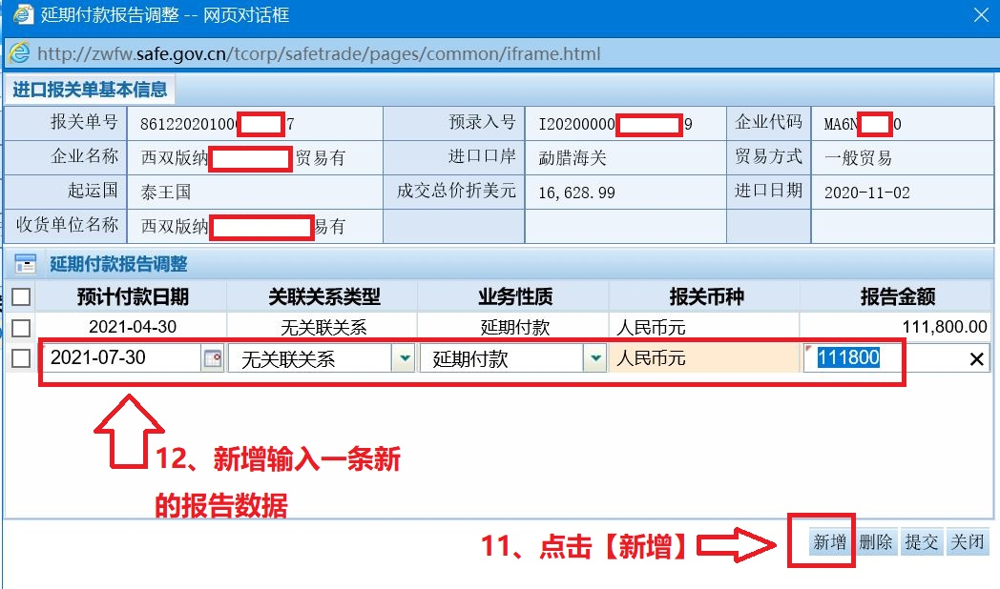 延期付款报告调整 -- 网页对话框
http://zwfw.safe.gov.cn/tcorp/safetrade/pages/common/iframe.html
进口报关单基本信息
报关单号 86122020100 7 预录入号 I20200000 9 企业代码 MA6N 0
企业名称 西双版纳 贸易有 进口口岸 勐腊海关 贸易方式 一般贸易
起运国 泰王国 成交总价折美元 16,628.99 进口日期 2020-11-02
收货单位名称 西双版纳 易有
延期付款报告调整
预计付款日期 关联关系类型 业务性质 报关币种 报告金额
2021-04-30 无关联关系 延期付款 人民币元 111,800.00
2021-07-30 无关联关系 延期付款 人民币元 111800
12、新增输入一条新
的报告数据
11、点击【新增】
新增 删除 提交 关闭